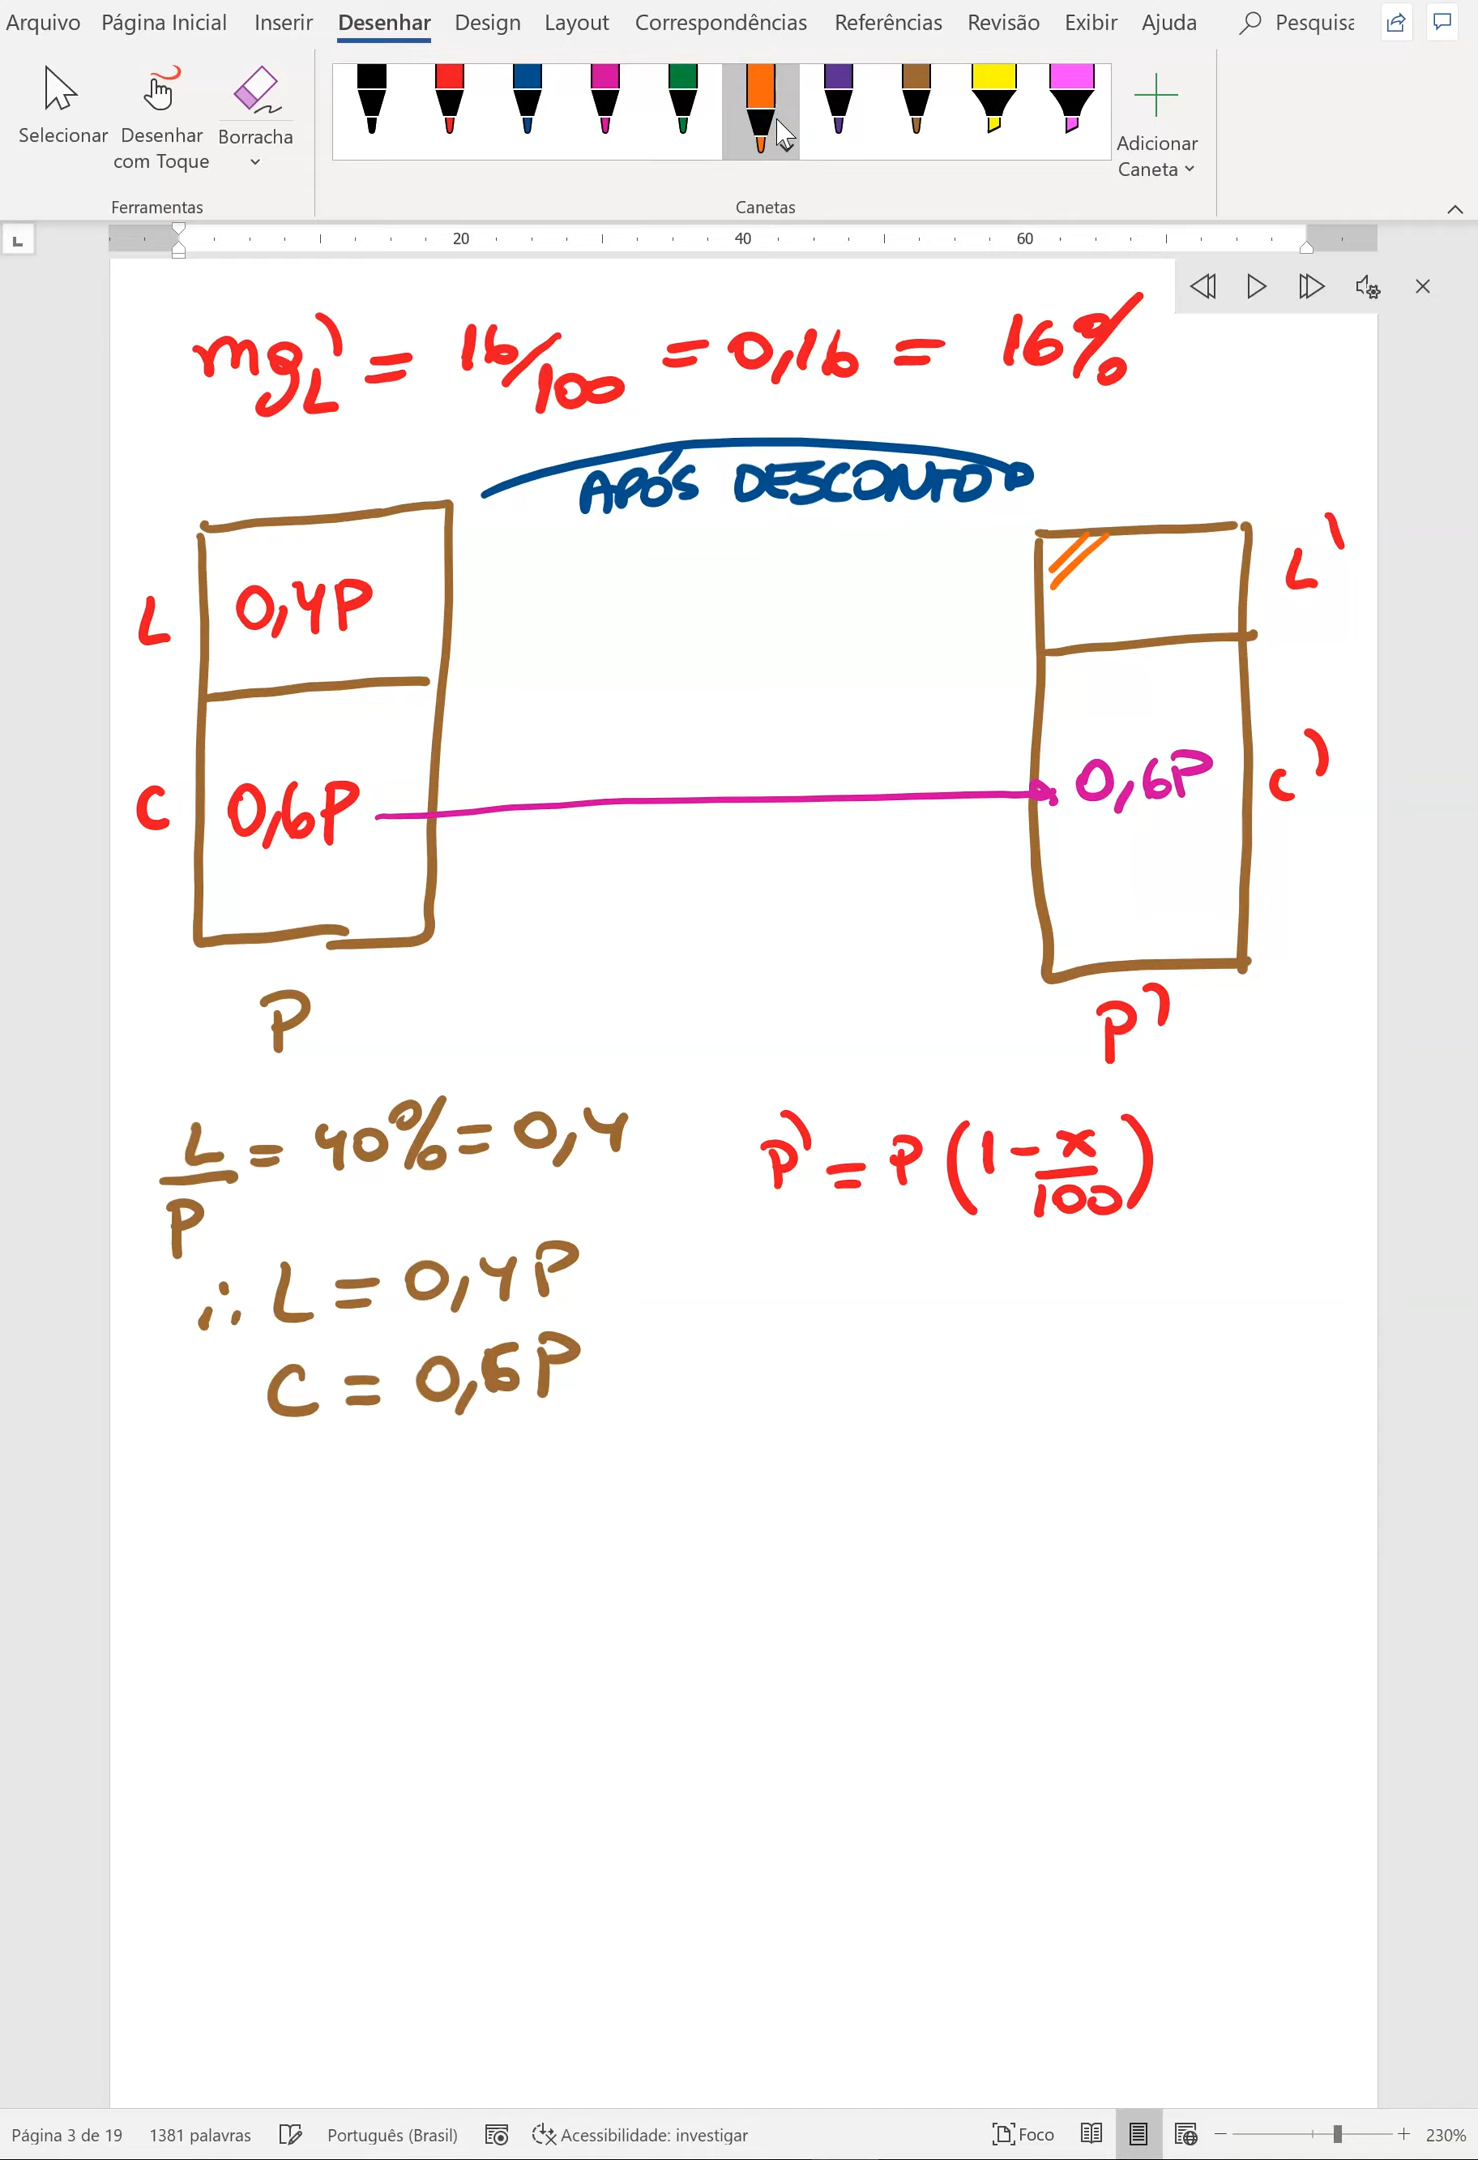 Arquivo Página Inicial Inserir Desenhar Design Layout Correspondências Referências Revisão Exibir Ajuda
Selecionar
Desenhar com Toque
Borracha
Adicionar Caneta
Ferramentas
Canetas
20 40 60
mg L' = 16/100 = 0,16 = 16%
APÓS DESCONTO
L 0,4P
L'
C 0,6P
0,6P C'
P
P'
L/P = 40% = 0,4
P' = P (1 - x/100)
∴ L = 0,4P
C = 0,6P
Página 3 de 19 1381 palavras Português (Brasil) Acessibilidade: investigar Foco 230%